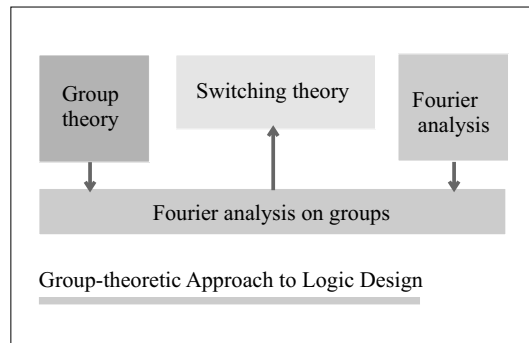 Group
theory
Switching theory
Fourier
analysis
Fourier analysis on groups
Group-theoretic Approach to Logic Design